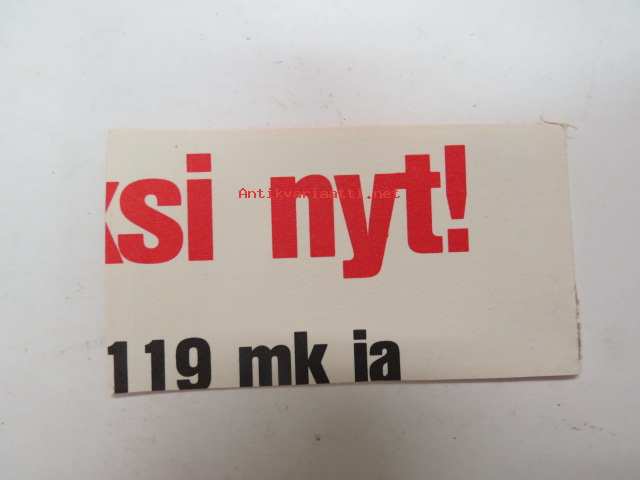 ksi nyt!
Antikvariaatti.net
119 mk ja